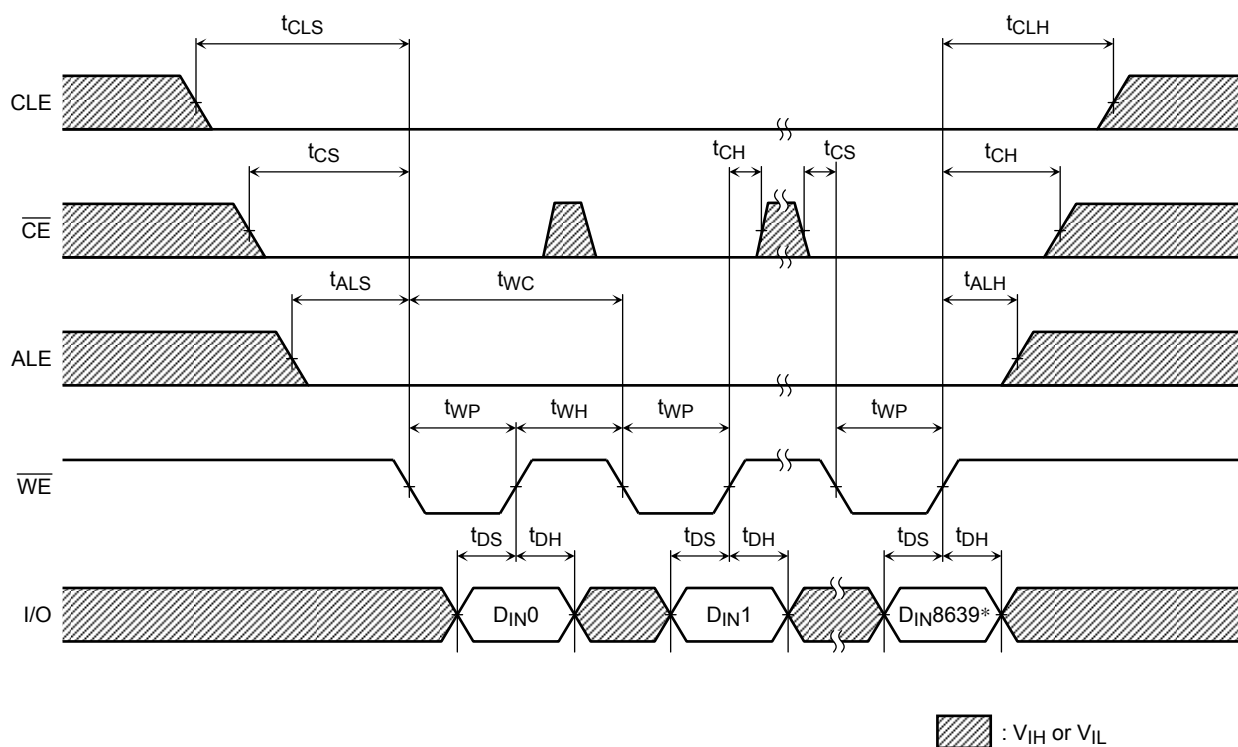 tCLS tCLH
CLE
tCS tCH tCS tCH
CE
tALS tWC tALH
ALE
tWP tWH tWP tWP
WE
tDS tDH tDS tDH tDS tDH
I/O DIN0 DIN1 DIN8639*
: VIH or VIL